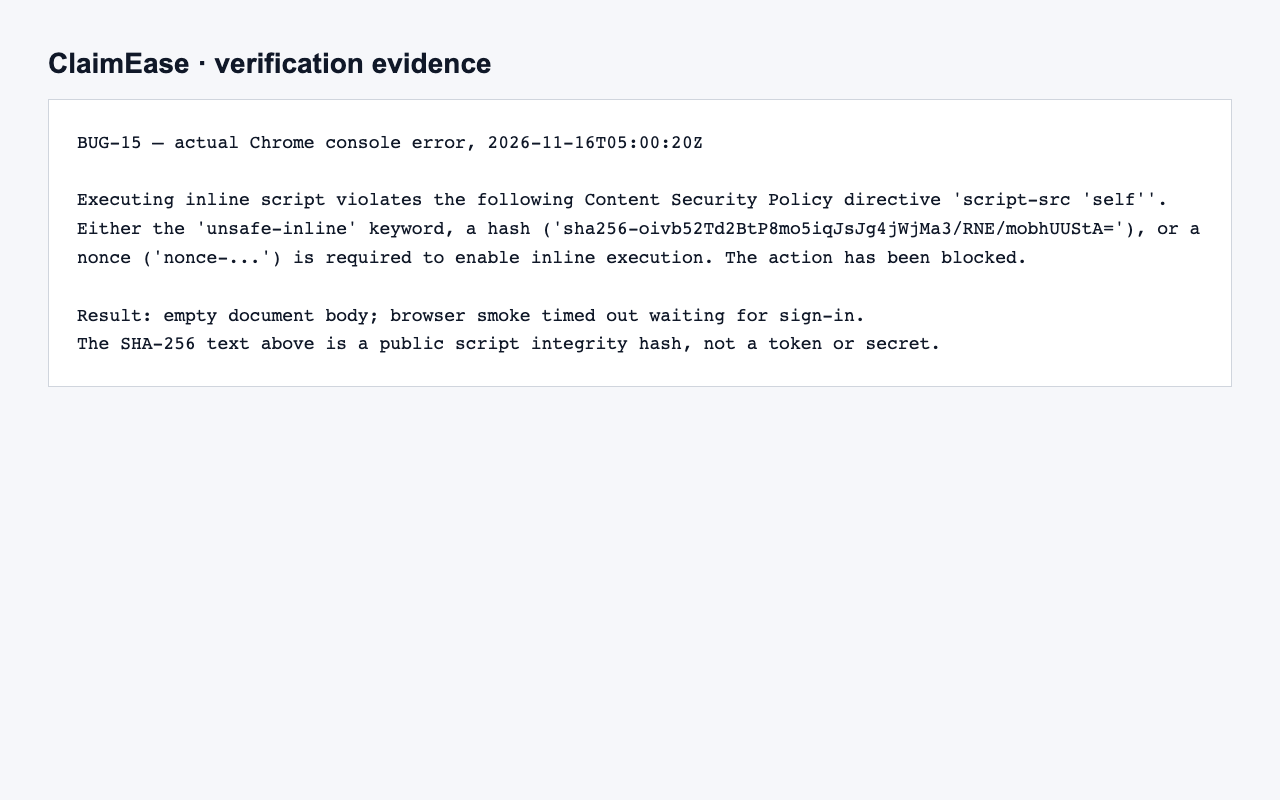 ClaimEase · verification evidence
BUG-15 — actual Chrome console error, 2026-11-16T05:00:20Z
Executing inline script violates the following Content Security Policy directive 'script-src 'self''.
Either the 'unsafe-inline' keyword, a hash ('sha256-oivb52Td2BtP8mo5iqJsJg4jWjMa3/RNE/mobhUUStA='), or a
nonce ('nonce-...') is required to enable inline execution. The action has been blocked.
Result: empty document body; browser smoke timed out waiting for sign-in.
The SHA-256 text above is a public script integrity hash, not a token or secret.